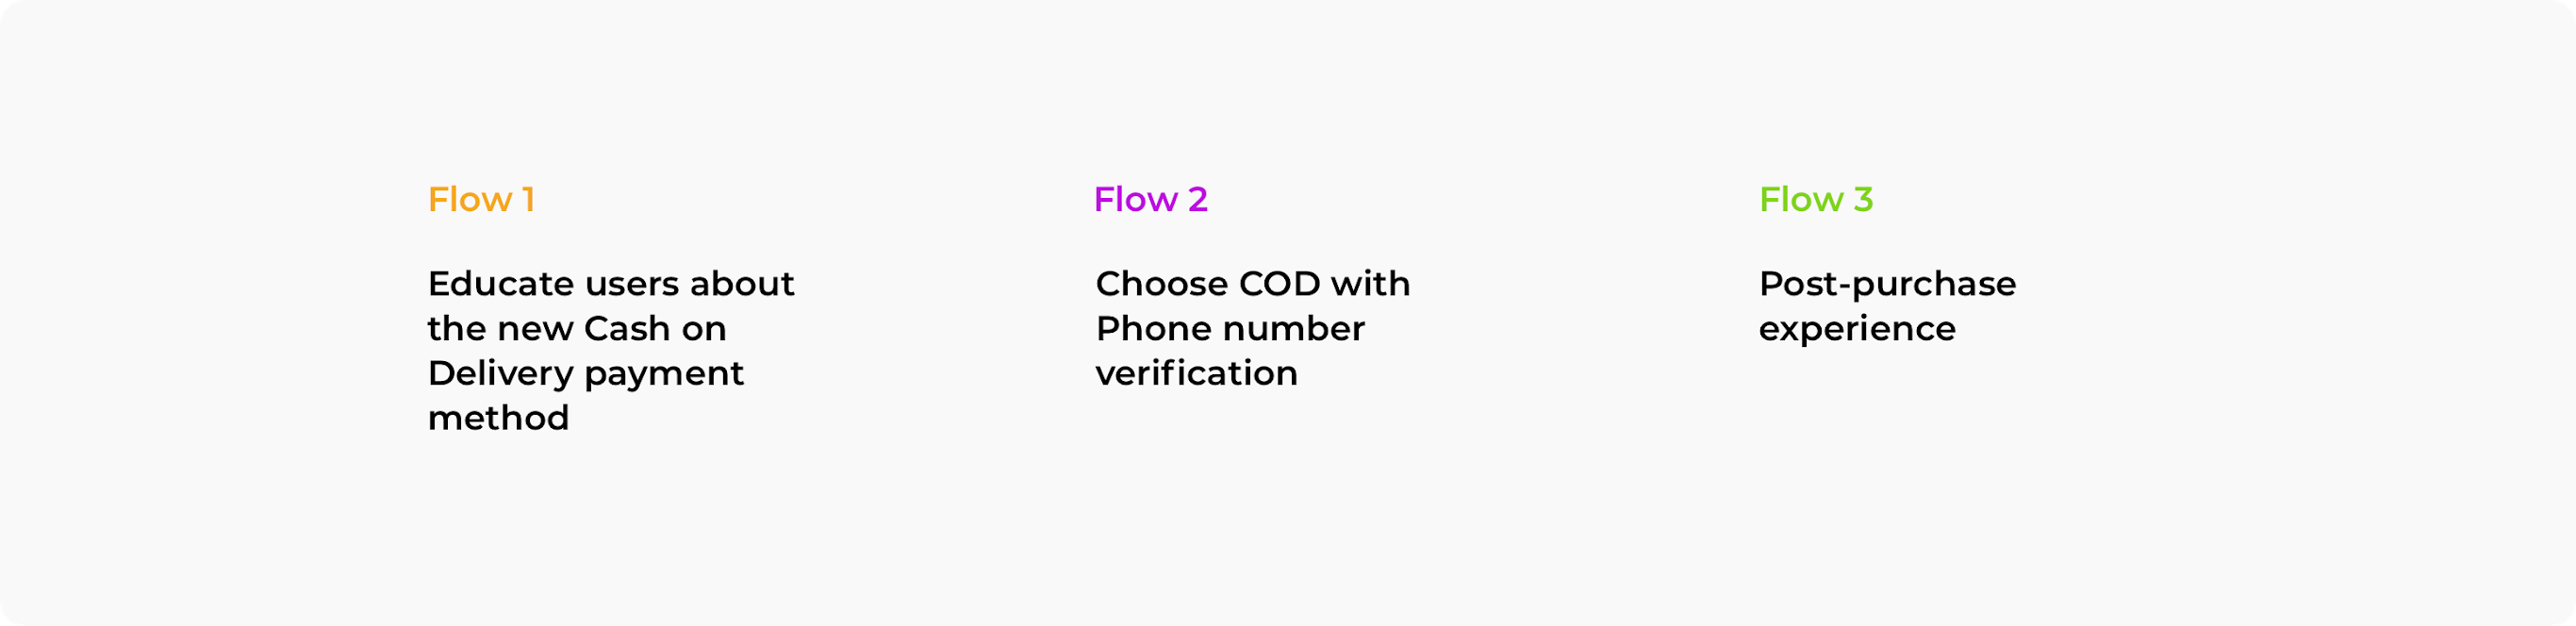 Flow 1
Educate users about
the new Cash on
Delivery payment
method
Flow 2
Choose COD with
Phone number
verification
Flow 3
Post-purchase
experience